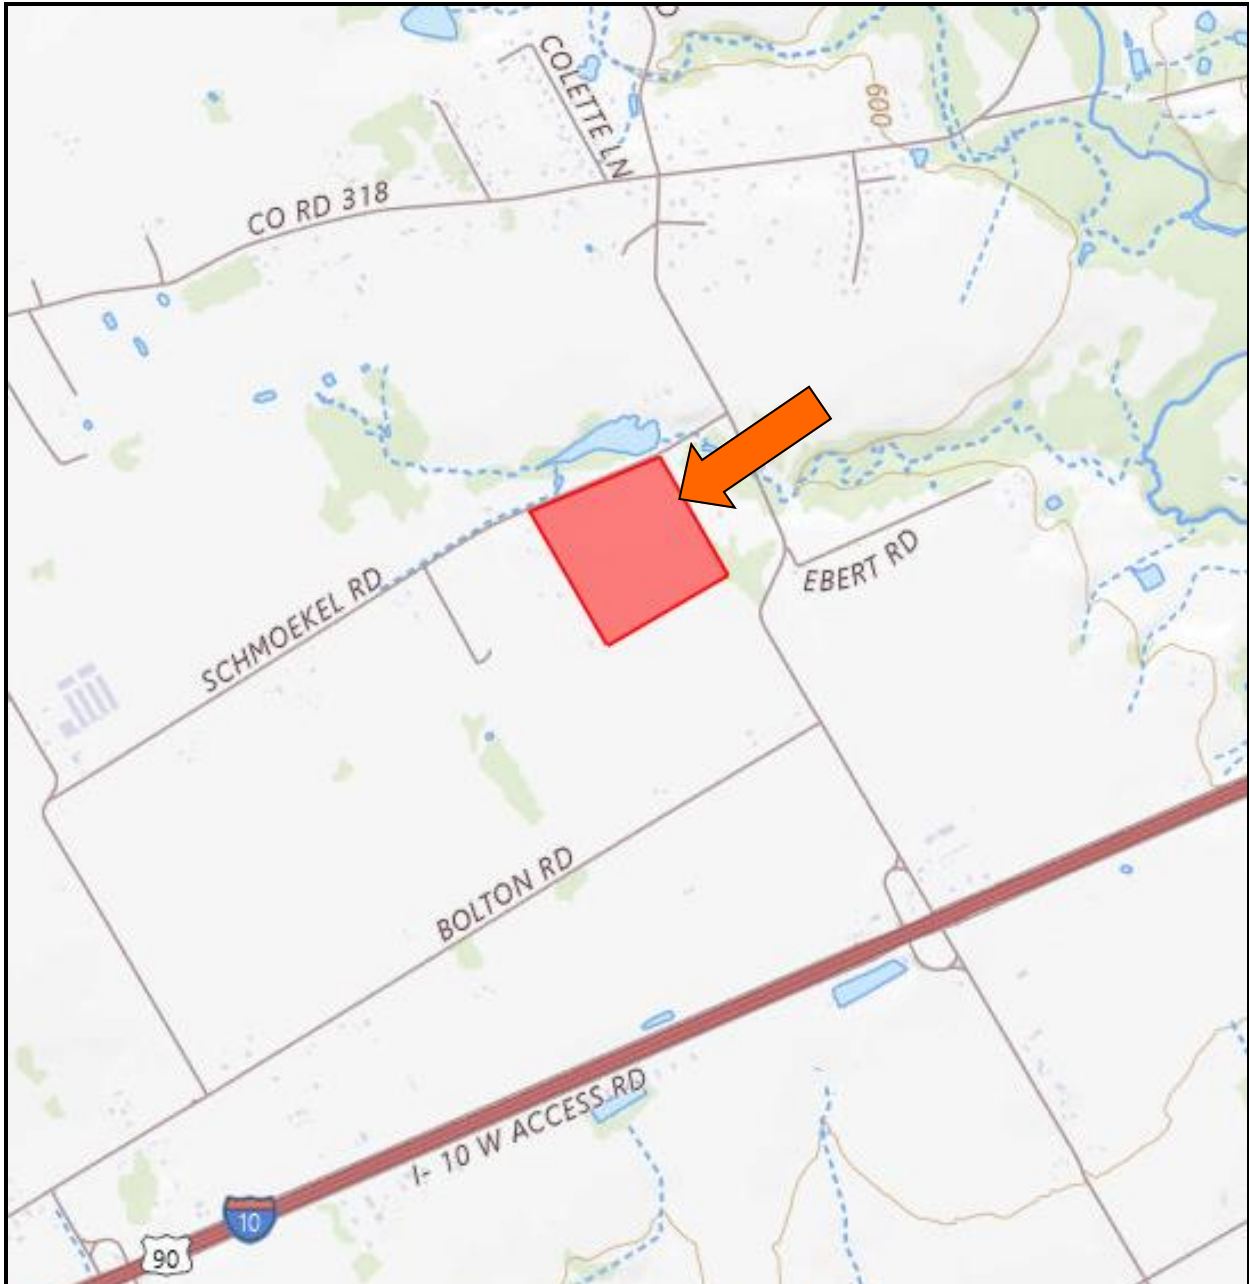 COLETTE LN
600
CO RD 318
SCHMOEKEL RD
EBERT RD
BOLTON RD
I- 10 W ACCESS RD
10
90